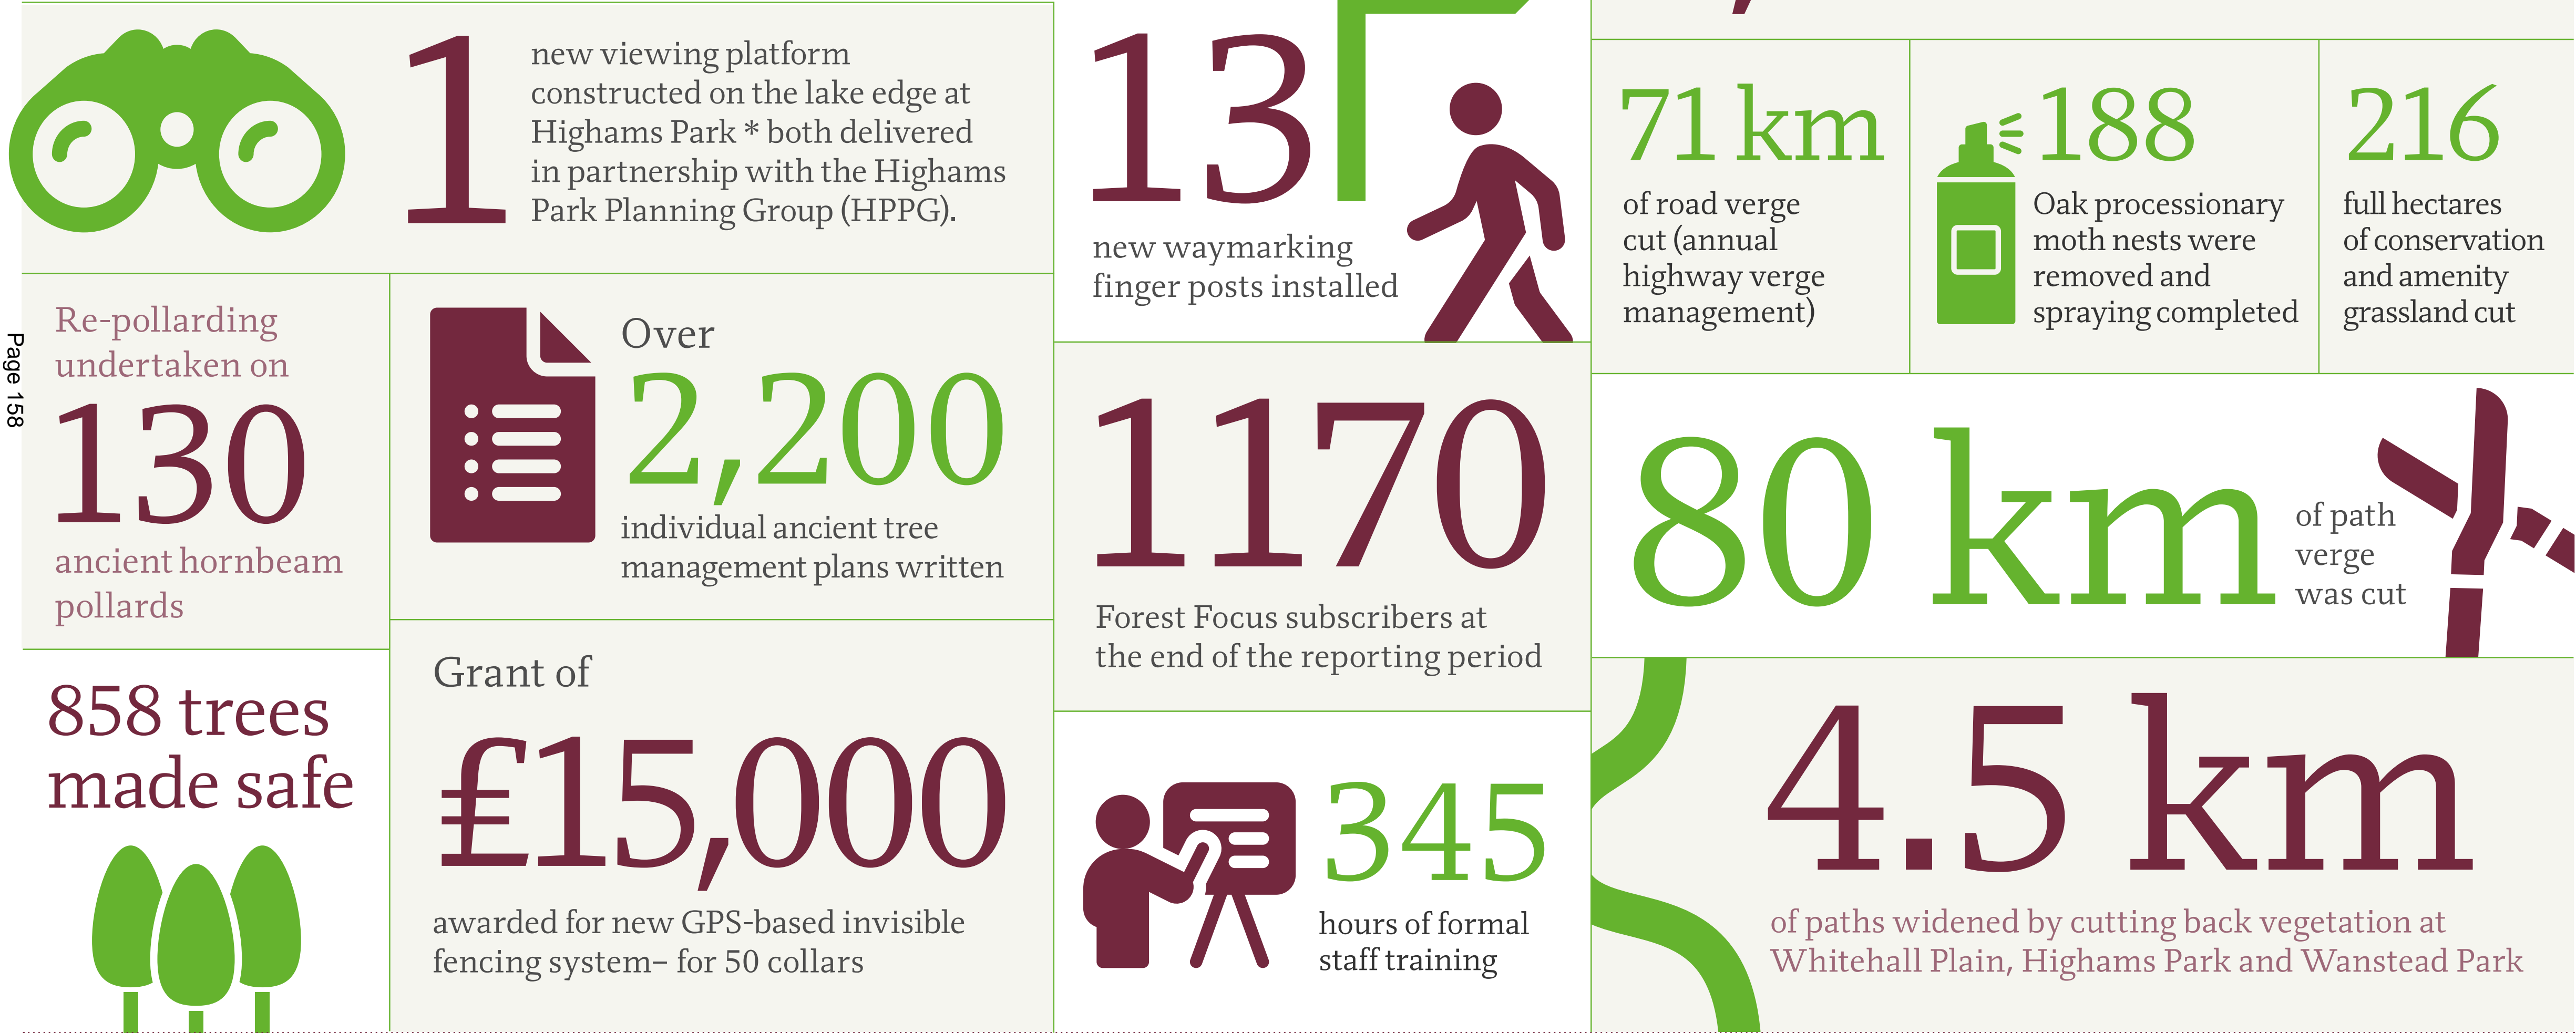 1
new viewing platform
constructed on the lake edge at
Highams Park * both delivered
in partnership with the Highams
Park Planning Group (HPPG).
Re-pollarding
undertaken on
130
ancient hornbeam
pollards
858 trees
made safe
Over
2,200
individual ancient tree
management plans written
Grant of
£15,000
awarded for new GPS-based invisible
fencing system– for 50 collars
13
new waymarking
finger posts installed
1170
Forest Focus subscribers at
the end of the reporting period
345
hours of formal
staff training
71 km
of road verge
cut (annual
highway verge
management)
188
Oak processionary
moth nests were
removed and
spraying completed
216
full hectares
of conservation
and amenity
grassland cut
80 km
of path
verge
was cut
4.5 km
of paths widened by cutting back vegetation at
Whitehall Plain, Highams Park and Wanstead Park
Page 158